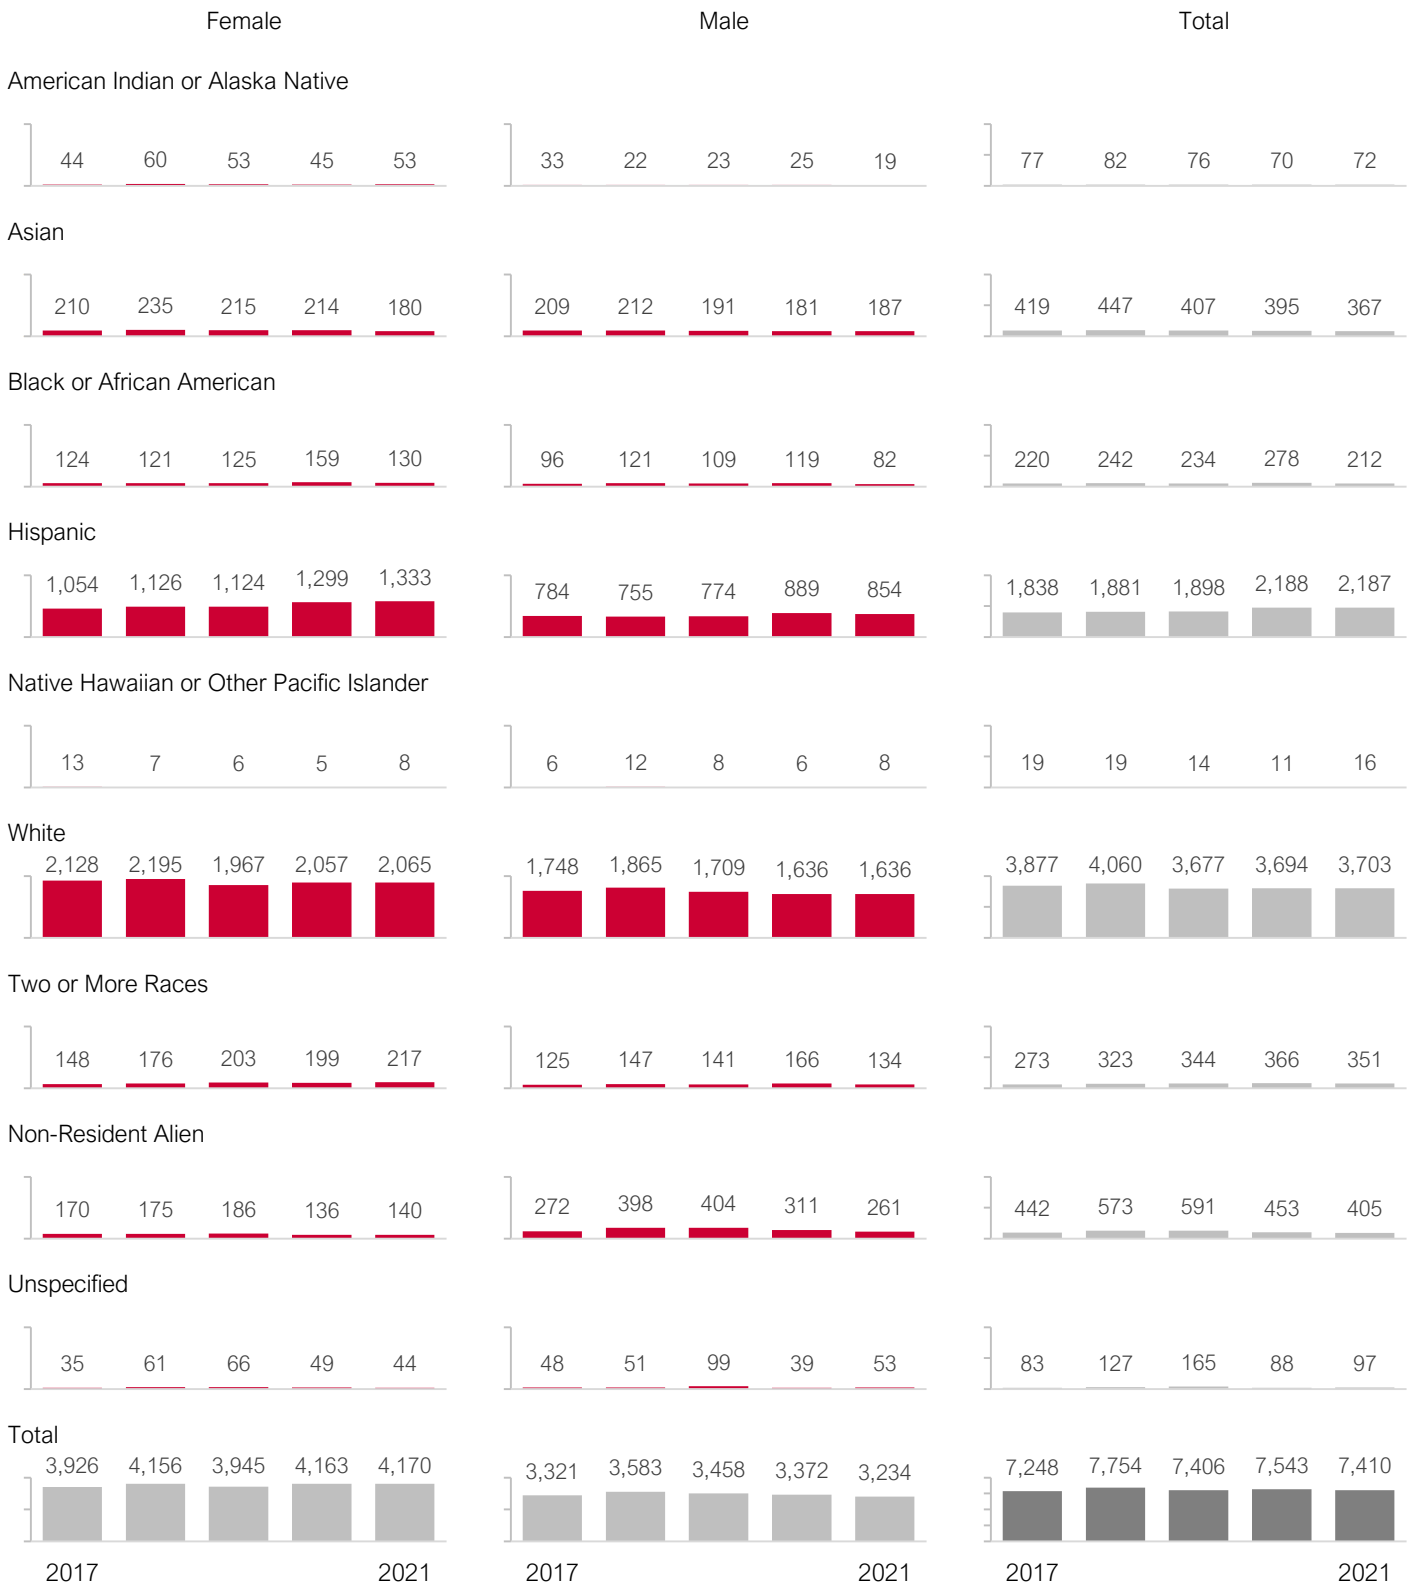 Female Male Total
American Indian or Alaska Native
44 60 53 45 53 33 22 23 25 19 77 82 76 70 72
Asian
210 235 215 214 180 209 212 191 181 187 419 447 407 395 367
Black or African American
124 121 125 159 130 96 121 109 119 82 220 242 234 278 212
Hispanic
1,054 1,126 1,124 1,299 1,333 784 755 774 889 854 1,838 1,881 1,898 2,188 2,187
Native Hawaiian or Other Pacific Islander
13 7 6 5 8 6 12 8 6 8 19 19 14 11 16
White
2,128 2,195 1,967 2,057 2,065 1,748 1,865 1,709 1,636 1,636 3,877 4,060 3,677 3,694 3,703
Two or More Races
148 176 203 199 217 125 147 141 166 134 273 323 344 366 351
Non-Resident Alien
170 175 186 136 140 272 398 404 311 261 442 573 591 453 405
Unspecified
35 61 66 49 44 48 51 99 39 53 83 127 165 88 97
Total
3,926 4,156 3,945 4,163 4,170 3,321 3,583 3,458 3,372 3,234 7,248 7,754 7,406 7,543 7,410
2017 2021 2017 2021 2017 2021